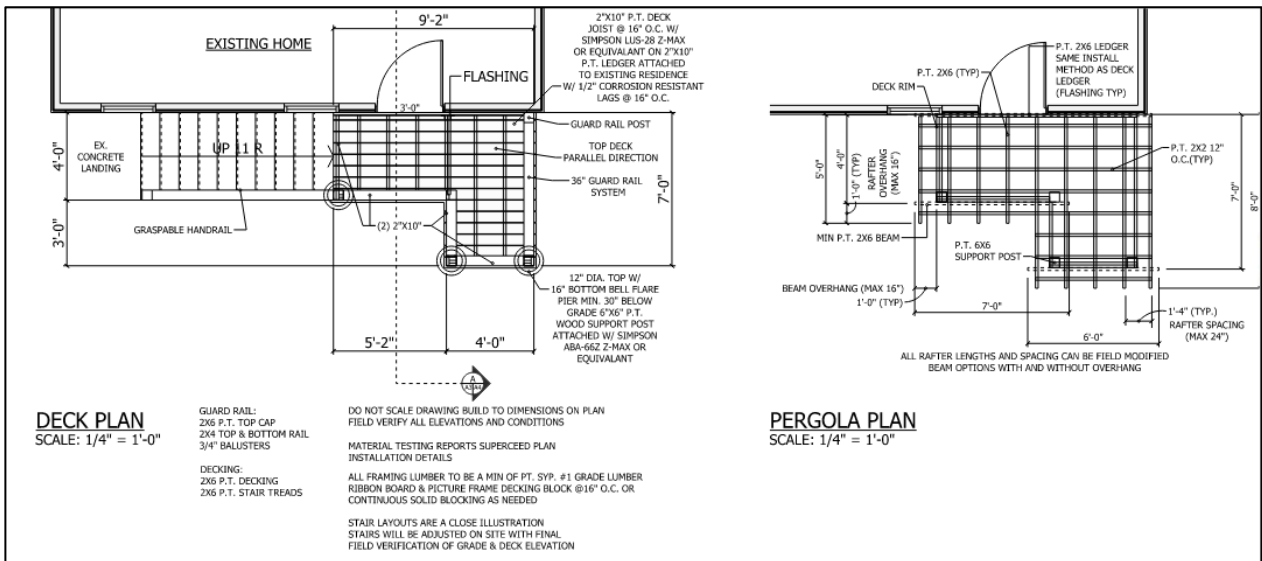 9'-2"
EXISTING HOME
2"X10" P.T. DECK
JOIST @ 16" O.C. W/
SIMPSON LUS-28 Z-MAX
OR EQUIVALENT ON 2"X10"
P.T. LEDGER ATTACHED
TO EXISTING RESIDENCE
W/ 1/2" CORROSION RESISTANT
LAGS @ 16" O.C.
FLASHING
3'-0"
GUARD RAIL POST
TOP DECK
PARALLEL DIRECTION
36" GUARD RAIL
SYSTEM
4'-0"
EX.
CONCRETE
LANDING
UP 11 R
7'-0"
3'-0"
GRASPABLE HANDRAIL
(2) 2"X10"
12" DIA. TOP W/
16" BOTTOM BELL FLARE
PIER MIN. 30" BELOW
GRADE 6"X6" P.T.
WOOD SUPPORT POST
ATTACHED W/ SIMPSON
ABA-66Z Z-MAX OR
EQUIVALENT
5'-2"
4'-0"
A
DECK PLAN
SCALE: 1/4" = 1'-0"
GUARD RAIL:
2X6 P.T. TOP CAP
2X4 TOP & BOTTOM RAIL
3/4" BALUSTERS
DECKING:
2X6 P.T. DECKING
2X6 P.T. STAIR TREADS
DO NOT SCALE DRAWING BUILD TO DIMENSIONS ON PLAN
FIELD VERIFY ALL ELEVATIONS AND CONDITIONS
MATERIAL TESTING REPORTS SUPERCEED PLAN
INSTALLATION DETAILS
ALL FRAMING LUMBER TO BE A MIN OF PT. SYP. #1 GRADE LUMBER
RIBBON BOARD & PICTURE FRAME DECKING BLOCK @16" O.C. OR
CONTINUOUS SOLID BLOCKING AS NEEDED
STAIR LAYOUTS ARE A CLOSE ILLUSTRATION
STAIRS WILL BE ADJUSTED ON SITE WITH FINAL
FIELD VERIFICATION OF GRADE & DECK ELEVATION
P.T. 2X6 LEDGER
SAME INSTALL
METHOD AS DECK
LEDGER
(FLASHING TYP)
P.T. 2X6 (TYP)
DECK RIM
P.T. 2X2 12"
O.C.(TYP)
5'-0"
4'-0"
1'-0" (TYP)
RAFTER
OVERHANG
(MAX 16")
7'-0"
8'-0"
MIN P.T. 2X6 BEAM
P.T. 6X6
SUPPORT POST
BEAM OVERHANG (MAX 16")
1'-0" (TYP)
7'-0"
1'-4" (TYP.)
RAFTER SPACING
(MAX 24")
6'-0"
ALL RAFTER LENGTHS AND SPACING CAN BE FIELD MODIFIED
BEAM OPTIONS WITH AND WITHOUT OVERHANG
PERGOLA PLAN
SCALE: 1/4" = 1'-0"